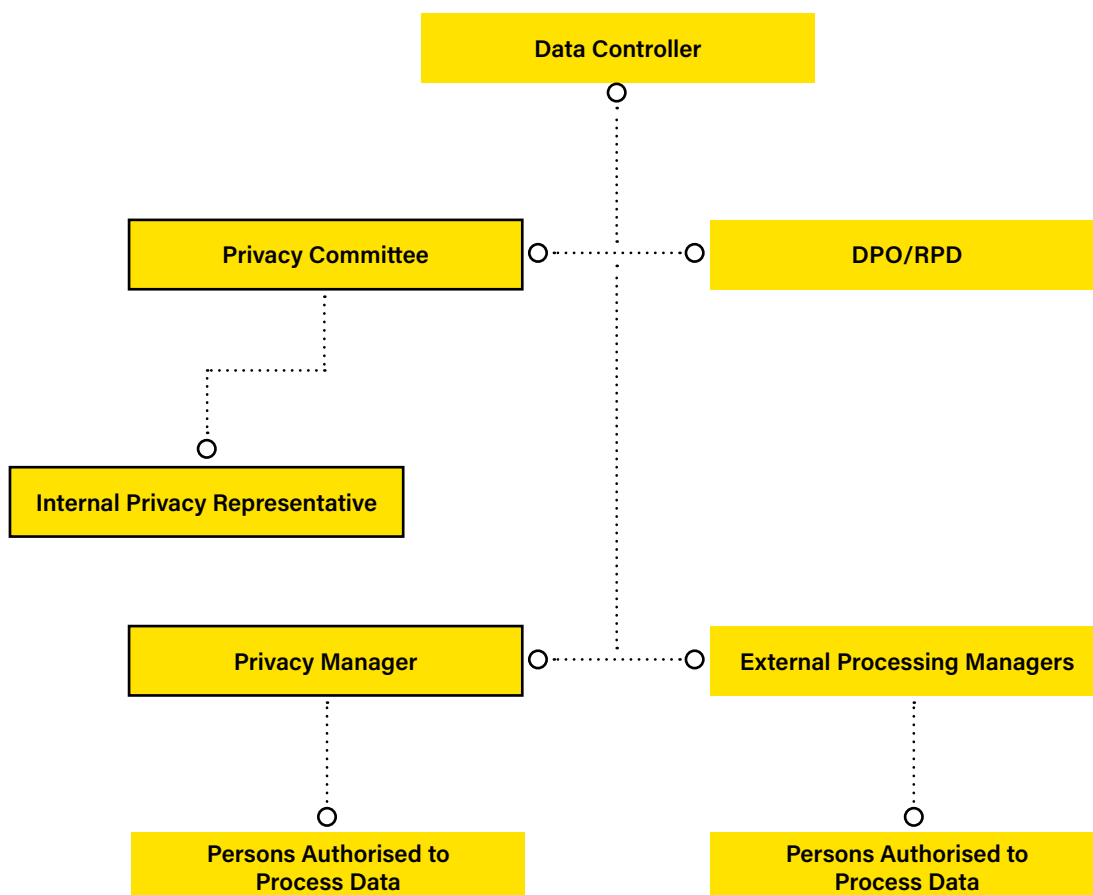 Data Controller
Privacy Committee
DPO/RPD
Internal Privacy Representative
Privacy Manager
External Processing Managers
Persons Authorised to
Process Data
Persons Authorised to
Process Data